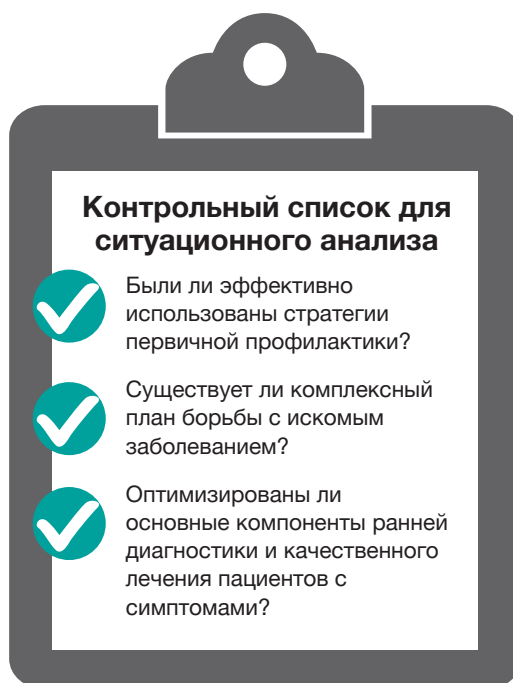 Контрольный список для
ситуационного анализа
Были ли эффективно
использованы стратегии
первичной профилактики?
Существует ли комплексный
план борьбы с искомым
заболеванием?
Оптимизированы ли
основные компоненты ранней
диагностики и качественного
лечения пациентов с
симптомами?